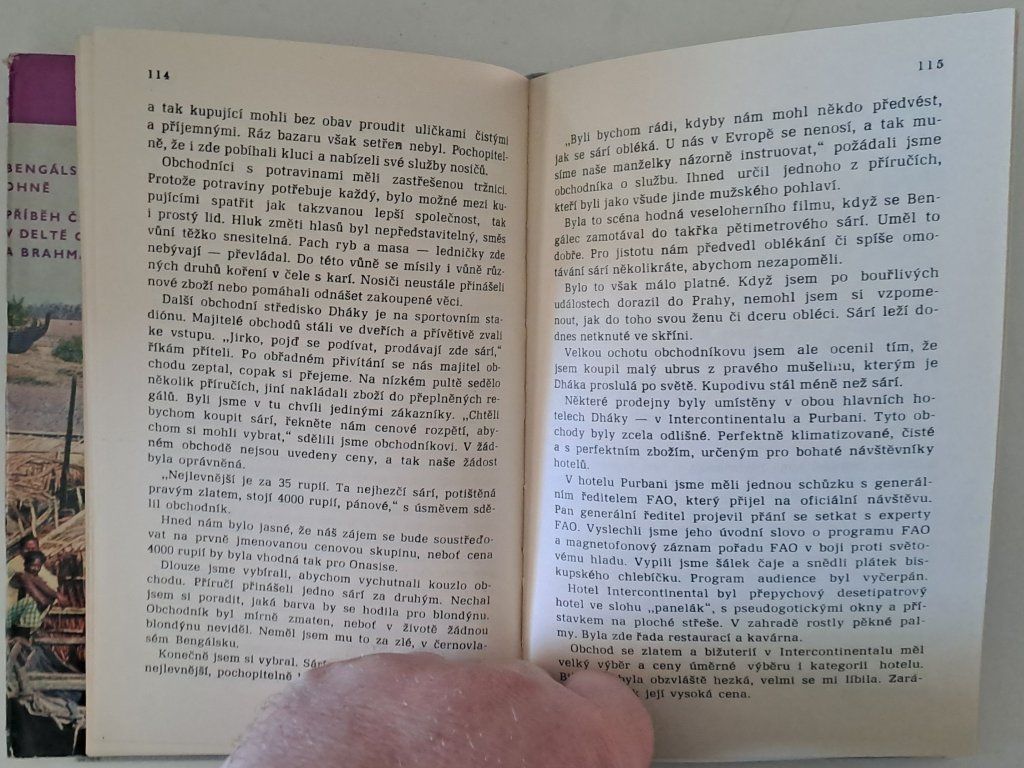 BENGÁLS
OHNĚ
PŘÍBĚH Č
V DELTĚ
A BRAHMA
114
a tak kupující mohli bez obav proudit uličkami čistými
a příjemnými. Ráz bazaru však setřen nebyl. Pochopitel-
ně, že i zde pobíhali kluci a nabízeli své služby nosičů.
Obchodníci s potravinami měli zastřešenou tržnici.
Protože potraviny potřebuje každý, bylo možné mezi ku-
pujícími spatřit jak takzvanou lepší společnost, tak
i prostý lid. Hluk změti hlasů byl nepředstavitelný, směs
vůní těžko snesitelná. Pach ryb a masa — ledničky zde
nebývají — převládal. Do této vůně se mísily i vůně růz-
ných druhů koření v čele s karí. Nosiči neustále přinášeli
nové zboží nebo pomáhali odnášet zakoupené věci.
Další obchodní středisko Dháky je na sportovním sta-
diónu. Majitelé obchodů stáli ve dveřích a přívětivě zvali
ke vstupu. „Jirko, pojď se podívat, prodávají zde sárí,“
říkám příteli. Po obřadném přivítání se nás majitel ob-
chodu zeptal, copak si přejeme. Na nízkém pultě sedělo
několik příručích, jiní nakládali zboží do přeplněných re-
gálů. Byli jsme v tu chvíli jedinými zákazníky. „Chtěli
bychom koupit sárí, řekněte nám cenové rozpětí, aby-
chom si mohli vybrat,“ sdělili jsme obchodníkovi. V žád-
ném obchodě nejsou uvedeny ceny, a tak naše žádost
byla oprávněná.
„Nejlevnější je za 35 rupií. Ta nejhezčí sárí, potištěná
pravým zlatem, stojí 4000 rupií, pánové,“ s úsměvem sdě-
lil obchodník.
Hned nám bylo jasné, že náš zájem se bude soustřeďo-
vat na prvně jmenovanou cenovou skupinu, neboť cena
4000 rupií by byla vhodná tak pro Onasise.
Dlouze jsme vybírali, abychom vychutnali kouzlo ob-
chodu. Příručí přinášeli jedno sárí za druhým. Nechal
jsem si poradit, jaká barva by se hodila pro blondýnu.
Obchodník byl mírně zmaten, neboť v životě žádnou
blondýnu neviděl. Neměl jsem mu to za zlé, v černovla-
sém Bengálsku.
Konečně jsem si vybral. Sárí
nejlevnější, pochopitelně
115
„Byli bychom rádi, kdyby nám mohl někdo předvést,
jak se sárí obléká. U nás v Evropě se nenosí, a tak mu-
síme naše manželky názorně instruovat,“ požádali jsme
obchodníka o službu. Ihned určil jednoho z příručích,
kteří byli jako všude jinde mužského pohlaví.
Byla to scéna hodná veseloherního filmu, když se Ben-
gálec zamotával do takřka pětimetrového sárí. Uměl to
dobře. Pro jistotu nám předvedl oblékání či spíše omo-
távání sárí několikráte, abychom nezapoměli.
Bylo to však málo platné. Když jsem po bouřlivých
událostech dorazil do Prahy, nemohl jsem si vzpome-
nout, jak do toho svou ženu či dceru obléci. Sárí leží do-
dnes netknuté ve skříni.
Velkou ochotu obchodníkovu jsem ale ocenil tím, že
jsem koupil malý ubrus z pravého mušelínu, kterým je
Dháka proslulá po světě. Kupodivu stál méně než sárí.
Některé prodejny byly umístěny v obou hlavních ho-
telech Dháky — v Intercontinentalu a Purbani. Tyto ob-
chody byly zcela odlišné. Perfektně klimatizované, čisté
a s perfektním zbožím, určeným pro bohaté návštěvníky
hotelů.
V hotelu Purbani jsme měli jednou schůzku s generál-
ním ředitelem FAO, který přijel na oficiální návštěvu.
Pan generální ředitel projevil přání se setkat s experty
FAO. Vyslechli jsme jeho úvodní slovo o programu FAO
a magnetofonový záznam pořadu FAO v boji proti světo-
vému hladu. Vypili jsme šálek čaje a snědli plátek bis-
kupského chlebíčku. Program audience byl vyčerpán.
Hotel Intercontinental byl přepychový desetipatrový
hotel ve slohu „panelák“, s pseudogotickými okny a pří-
stavkem na ploché střeše. V zahradě rostly pěkné pal-
my. Byla zde řada restaurací a kavárna.
Obchod se zlatem a bižuterií v Intercontinentalu měl
velký výběr a ceny úměrné výběru i kategorii hotelu.
byla obzvláště hezká, velmi se mi líbila. Zará-
její vysoká cena.